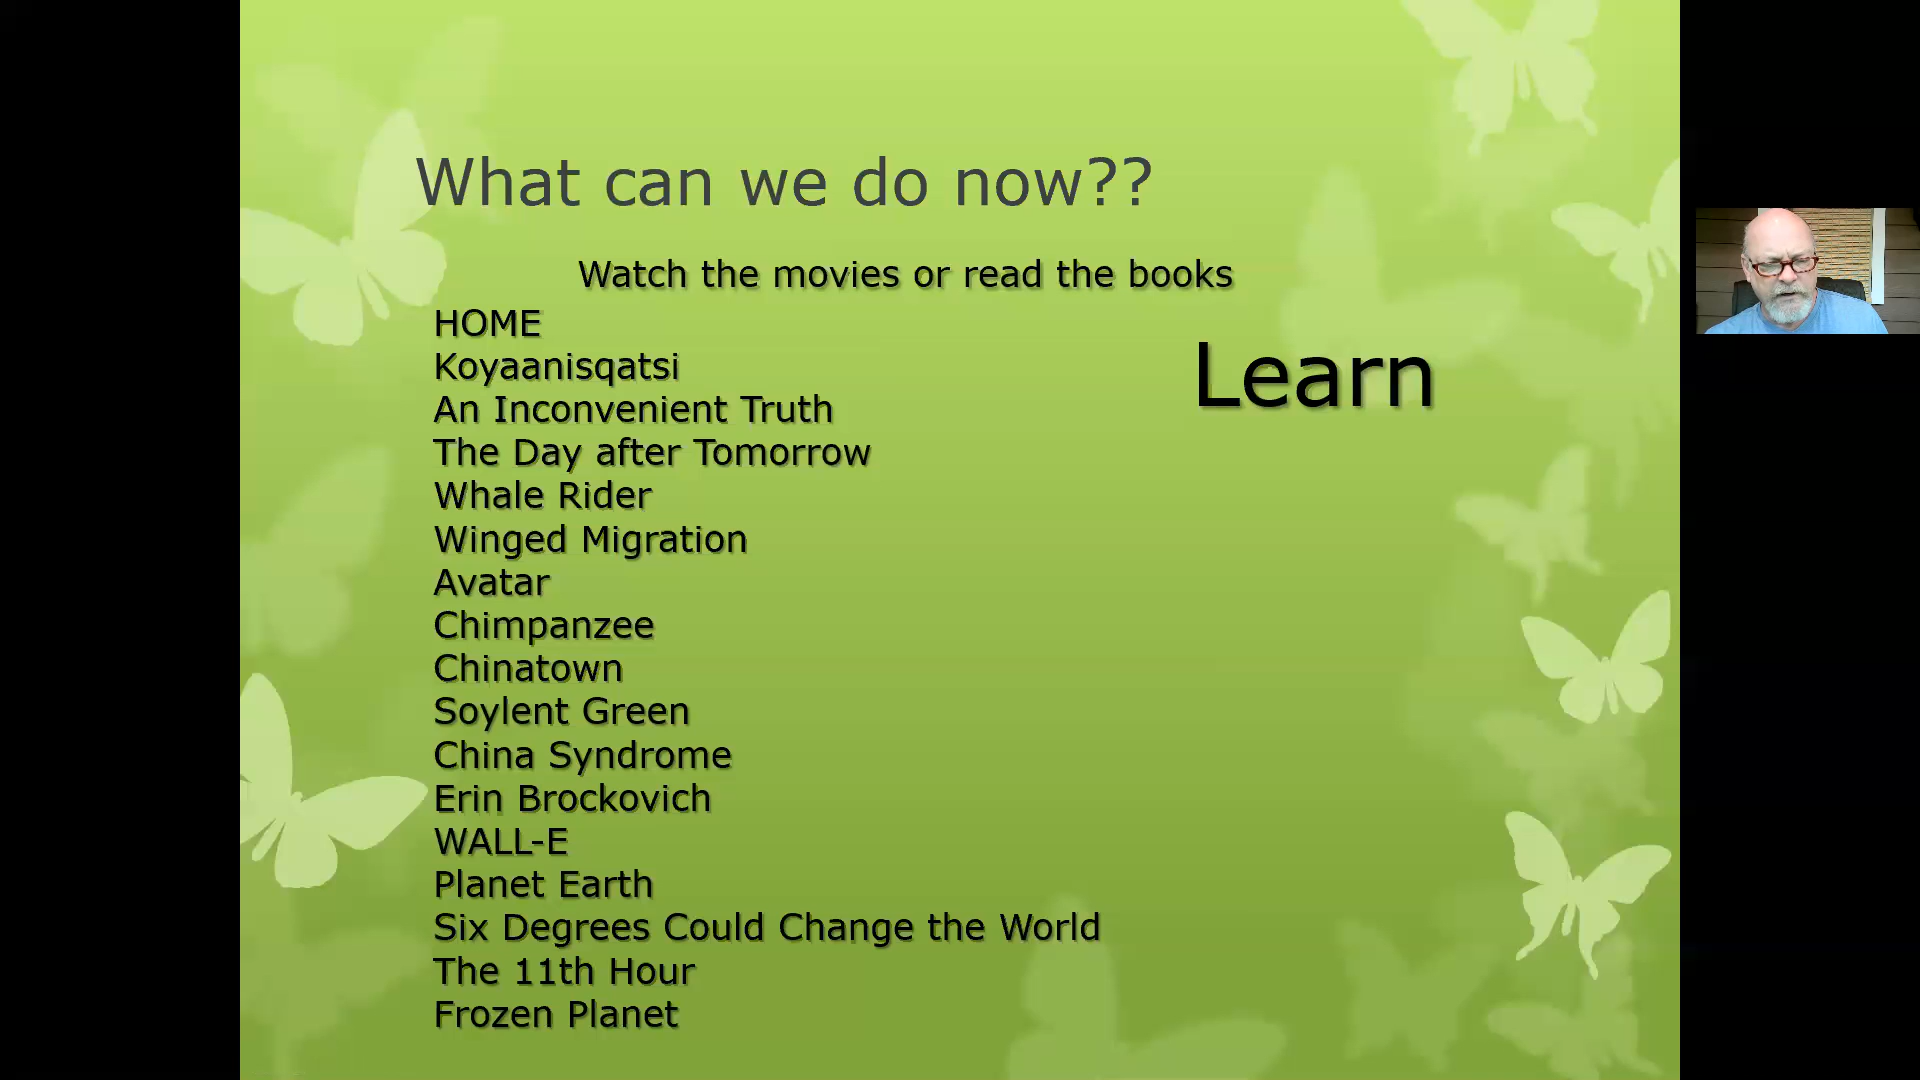 What can we do now??
Watch the movies or read the books
HOME
Koyaanisqatsi
Learn
An Inconvenient Truth
The Day after Tomorrow
Whale Rider
Winged Migration
Avatar
Chimpanzee
Chinatown
Soylent Green
China Syndrome
Erin Brockovich
WALL-E
Planet Earth
Six Degrees Could Change the World
The 11th Hour
Frozen Planet